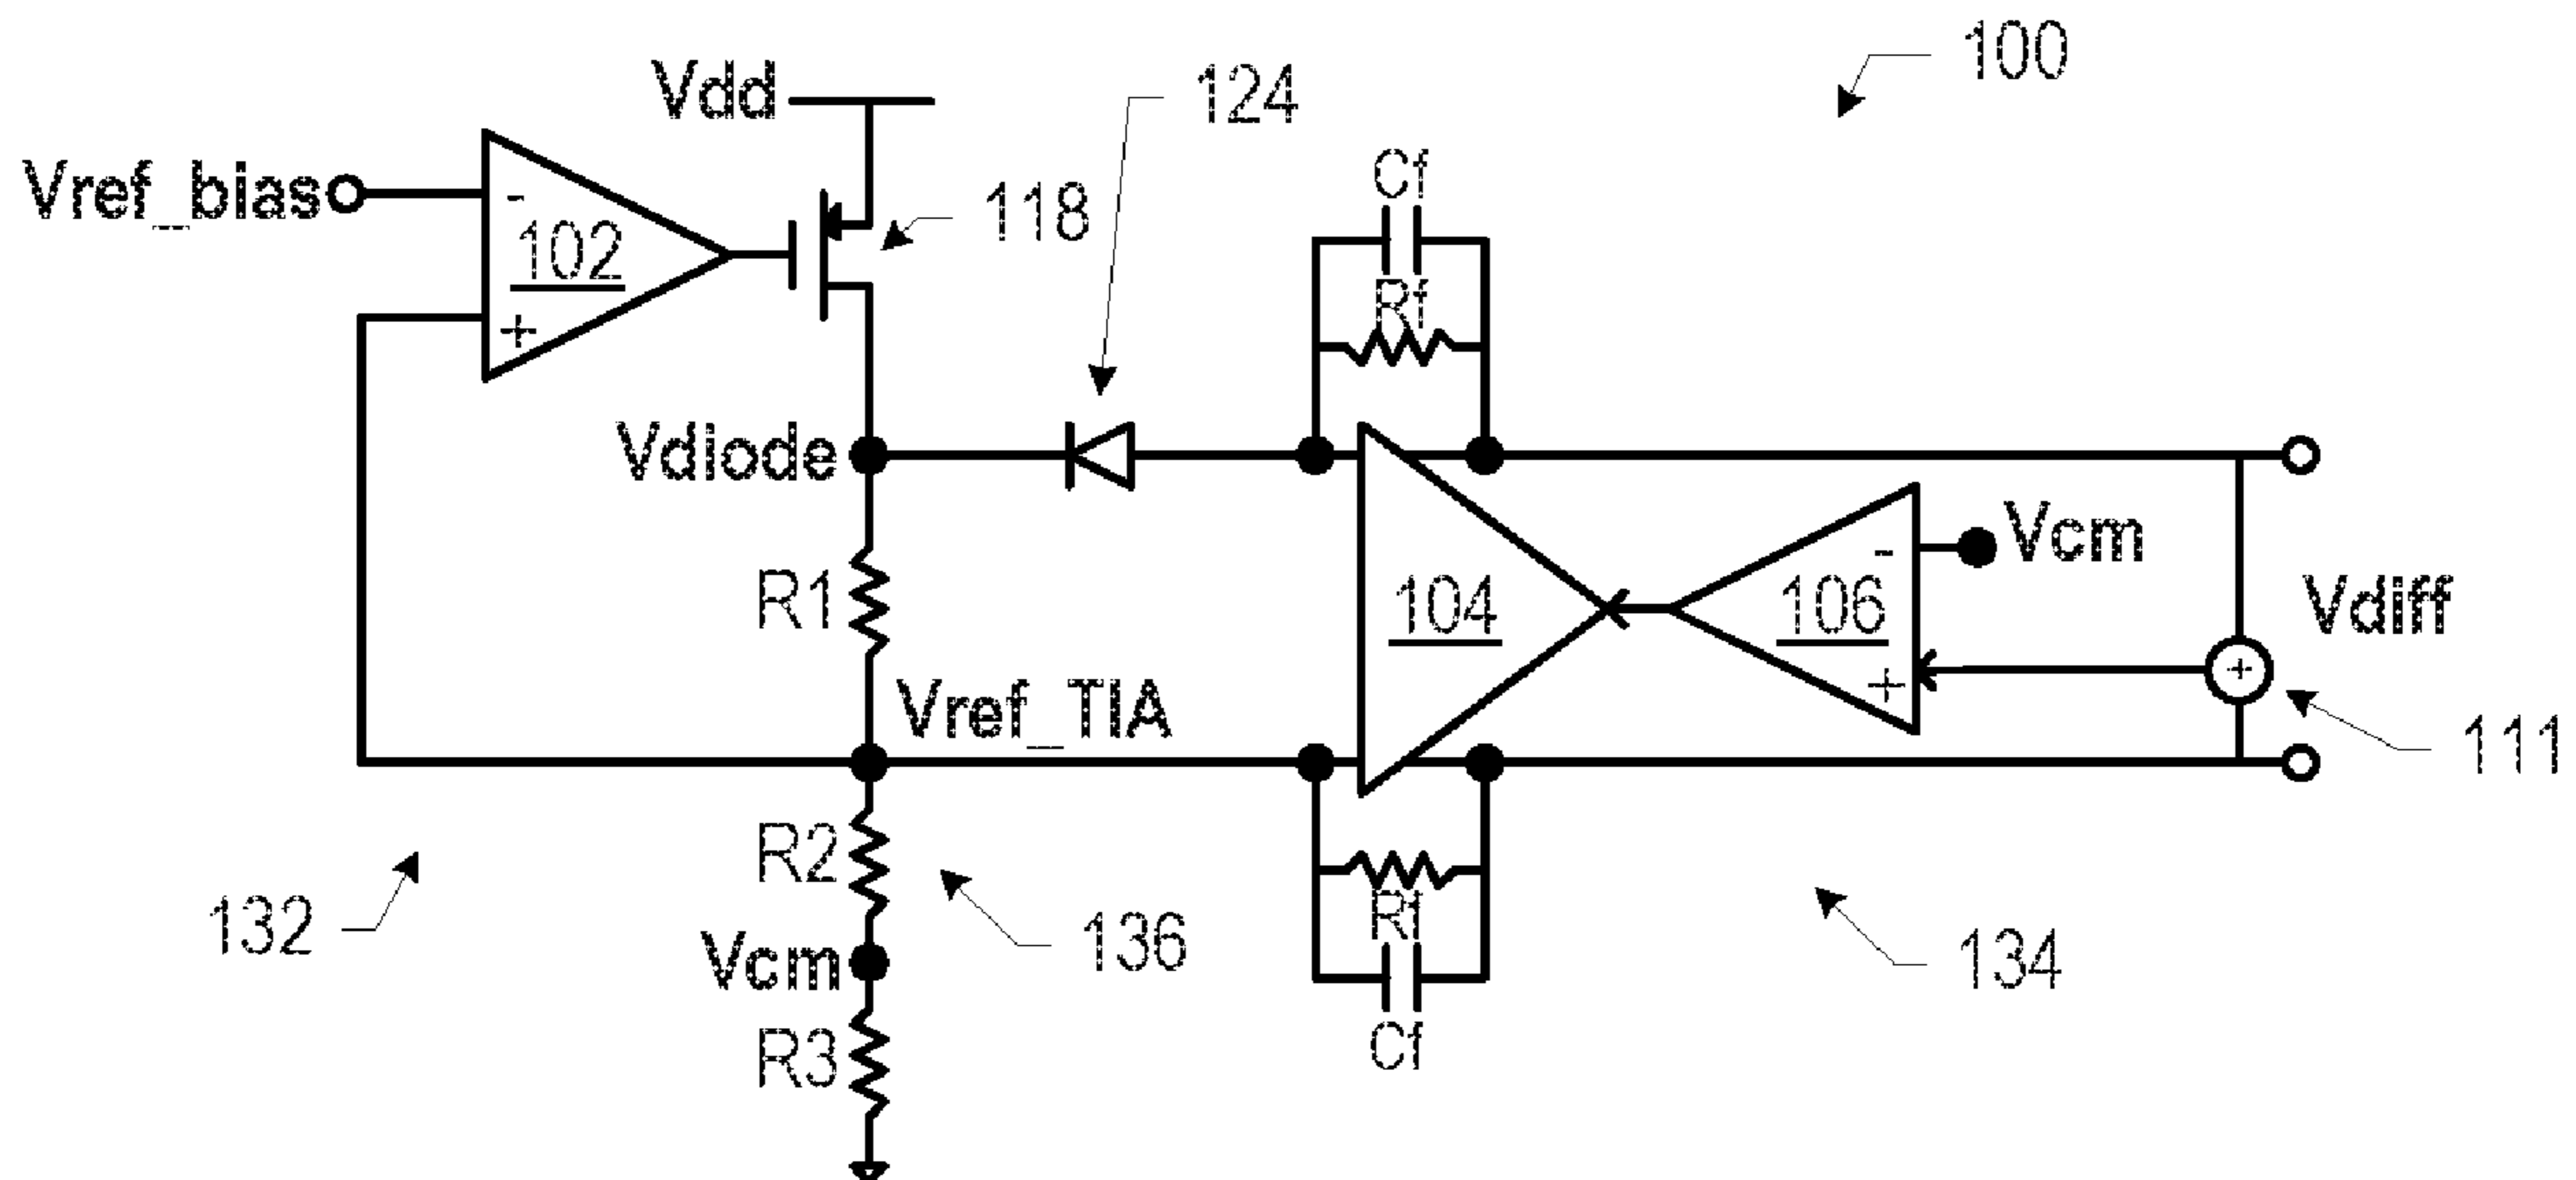 100
Vdd
124
Vref_bias
-
102
+
118
Cf
Rf
Vdiode
R1
104
-
Vcm
106
+
Vdiff
+
111
Vref_TIA
R2
132
136
Rf
134
Vcm
Cf
R3